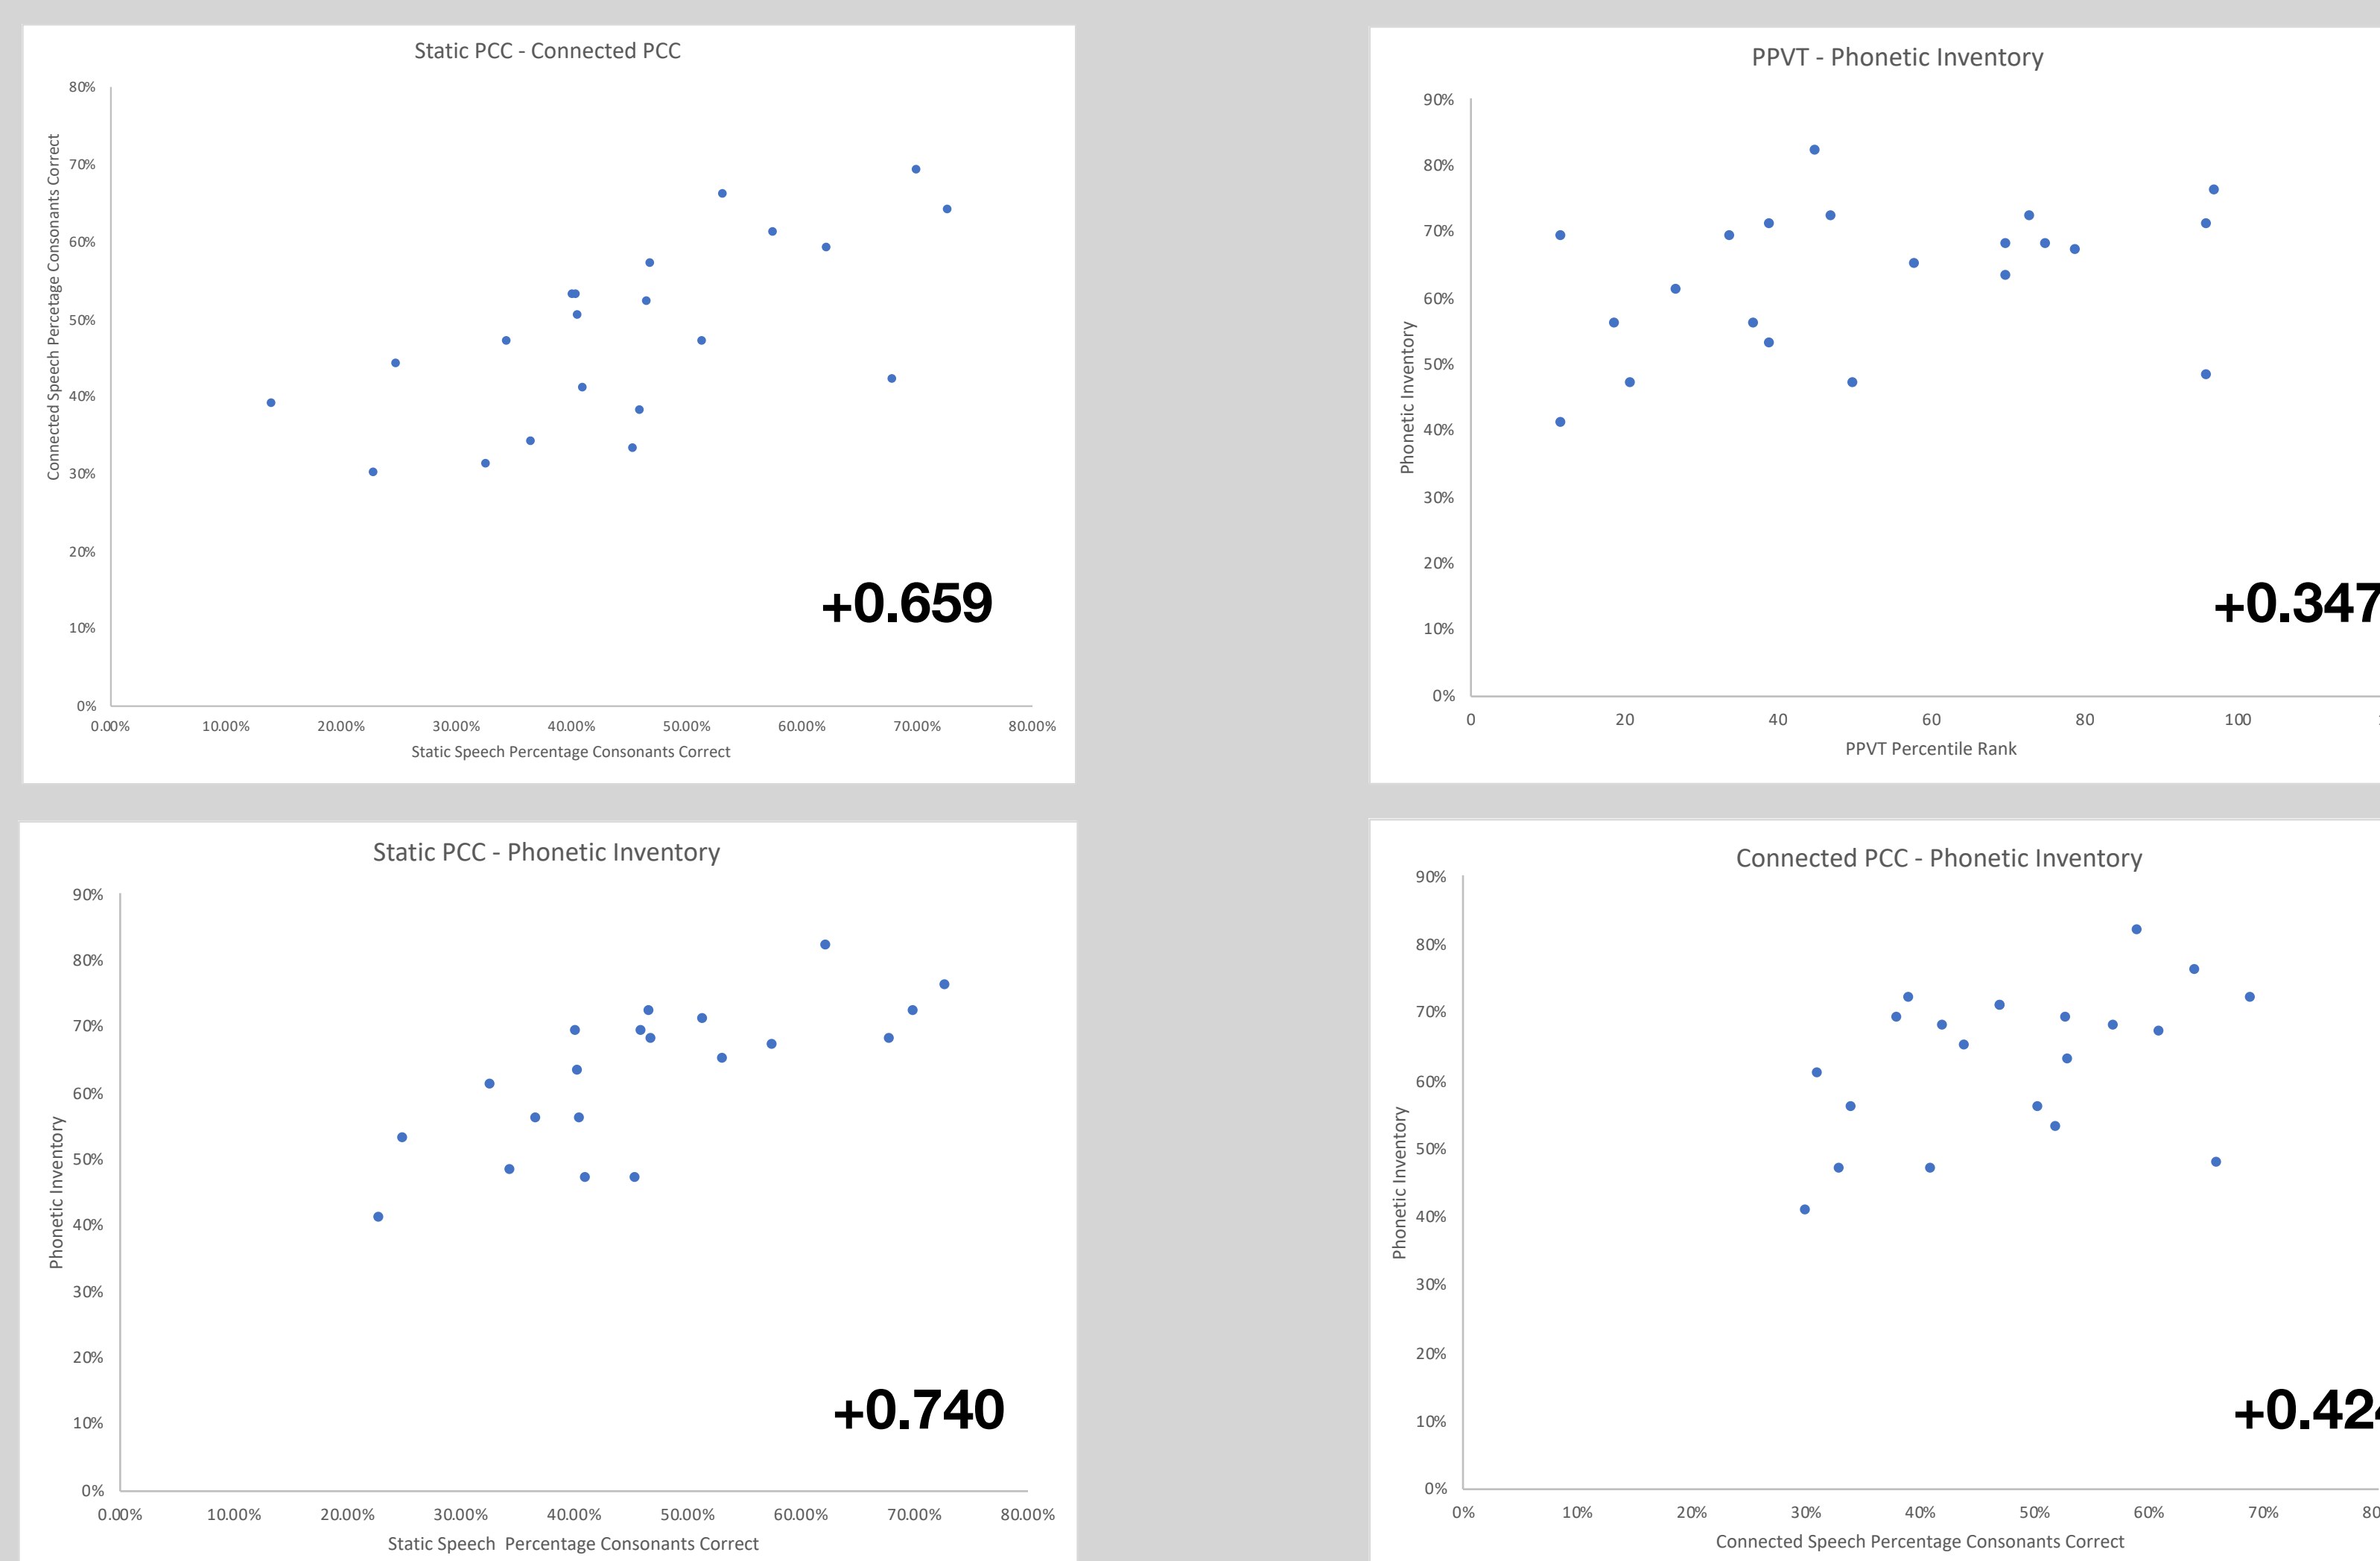 Static PCC - Connected PCC
80%
70%
60%
50%
40%
30%
20%
10%
0%
Connected Speech Percetage Consonants Correct
0.00% 10.00% 20.00% 30.00% 40.00% 50.00% 60.00% 70.00% 80.00%
Static Speech Percentage Consonants Correct
+0.659
PPVT - Phonetic Inventory
90%
80%
70%
60%
50%
40%
30%
20%
10%
0%
Phonetic Inventory
0 20 40 60 80 100
PPVT Percentile Rank
+0.347
Static PCC - Phonetic Inventory
90%
80%
70%
60%
50%
40%
30%
20%
10%
0%
Phonetic Inventory
0.00% 10.00% 20.00% 30.00% 40.00% 50.00% 60.00% 70.00% 80.00%
Static Speech Percentage Consonants Correct
+0.740
Connected PCC - Phonetic Inventory
90%
80%
70%
60%
50%
40%
30%
20%
10%
0%
Phonetic Inventory
0% 10% 20% 30% 40% 50% 60% 70% 80
Connected Speech Percentage Consonants Correct
+0.424